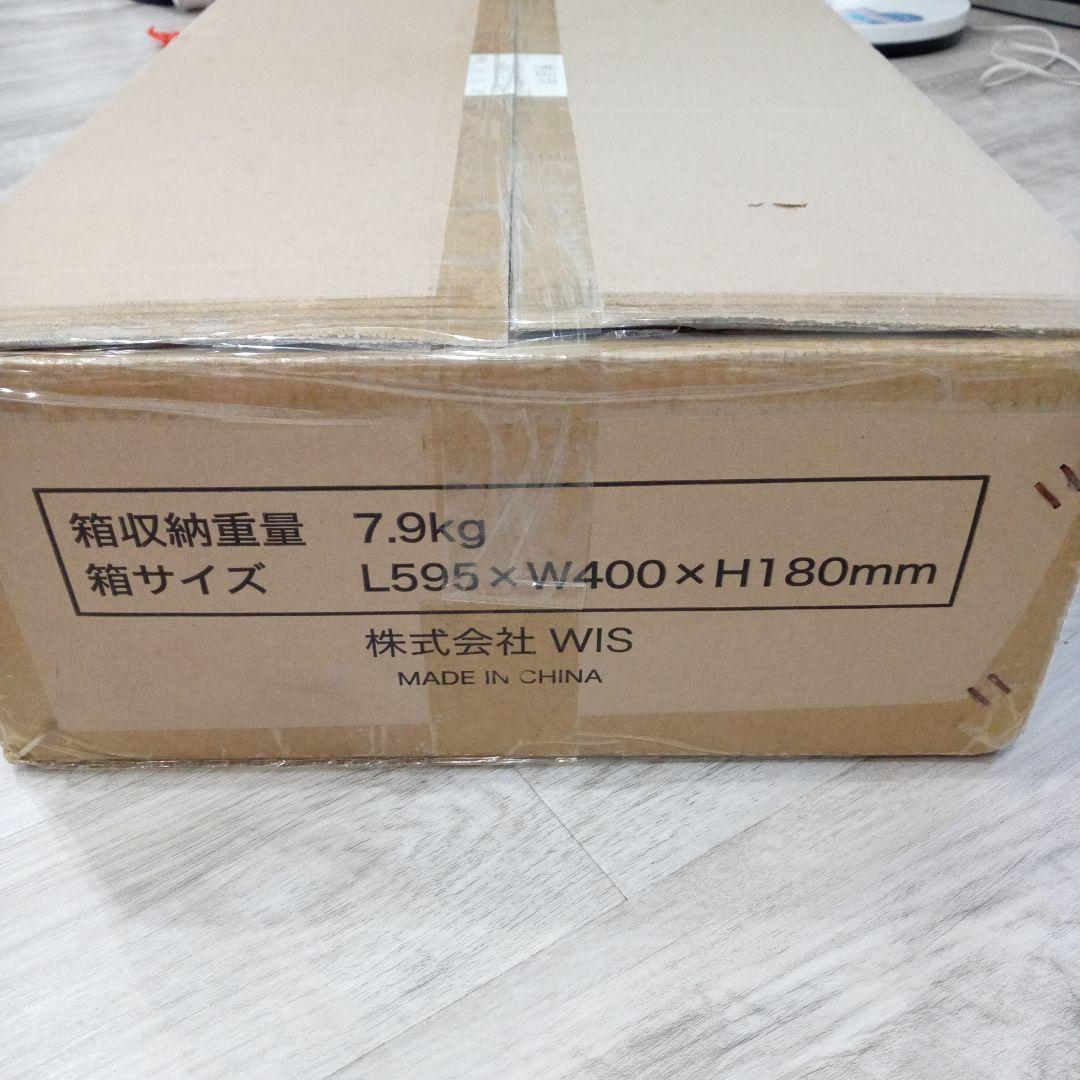 箱収納重量 7.9kg
箱サイズ L595×W400×H180mm
株式会社 WIS
MADE IN CHINA